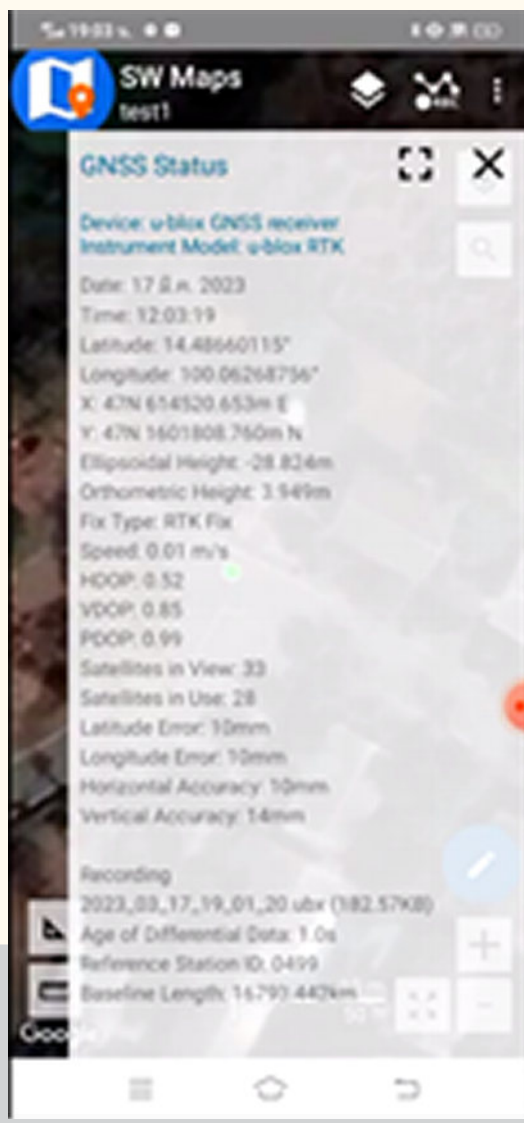 19:03
SW Maps
test1
GNSS Status
Device: u-blox GNSS receiver
Instrument Model: u-blox RTK
Date: 17 มี.ค. 2023
Time: 12:03:19
Latitude: 14.48660115°
Longitude: 100.06268756°
X: 47N 614520.653m E
Y: 47N 1601808.760m N
Ellipsoidal Height: -28.824m
Orthometric Height: 3.949m
Fix Type: RTK Fix
Speed: 0.01 m/s
HDOP: 0.52
VDOP: 0.85
PDOP: 0.99
Satellites in View: 33
Satellites in Use: 28
Latitude Error: 10mm
Longitude Error: 10mm
Horizontal Accuracy: 10mm
Vertical Accuracy: 14mm
Recording
2023_03_17_19_01_20.ubx (182.57KB)
Age of Differential Data: 1.0s
Reference Station ID: 0499
Baseline Length: 16793.442km